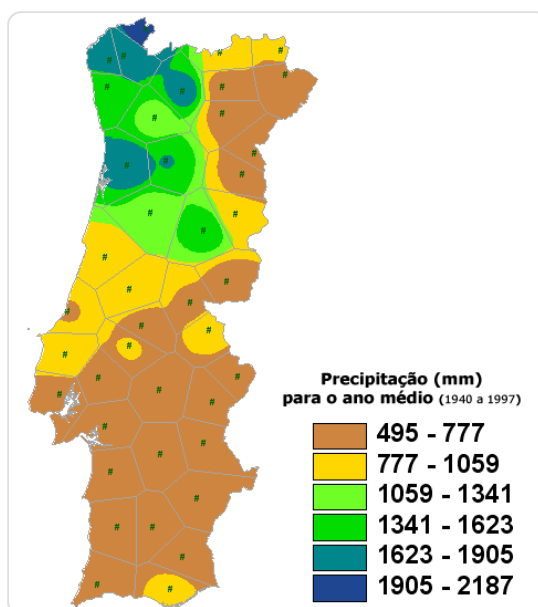 Precipitação (mm)
para o ano médio (1940 a 1997)
495 - 777
777 - 1059
1059 - 1341
1341 - 1623
1623 - 1905
1905 - 2187